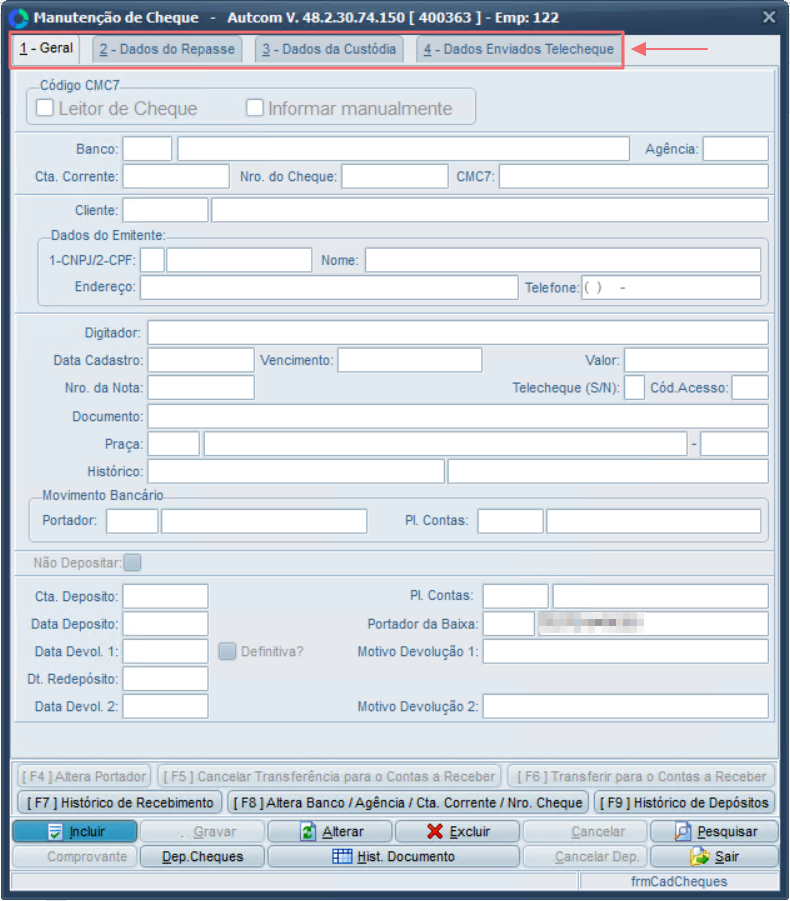 Manutenção de Cheque - Autcom V. 48.2.30.74.150 [ 400363 ] - Emp: 122
1 - Geral 2 - Dados do Repasse 3 - Dados da Custódia 4 - Dados Enviados Telecheque
Código CMC7
Leitor de Cheque Informar manualmente
Banco: Agência:
Cta. Corrente: Nro. do Cheque: CMC7:
Cliente:
Dados do Emitente:
1-CNPJ/2-CPF: Nome:
Endereço: Telefone: ( ) -
Digitador:
Data Cadastro: Vencimento: Valor:
Nro. da Nota: Telecheque (S/N): Cód.Acesso:
Documento:
Praça: -
Histórico:
Movimento Bancário
Portador: Pl. Contas:
Não Depositar:
Cta. Deposito: Pl. Contas:
Data Deposito: Portador da Baixa:
Data Devol. 1: Definitiva? Motivo Devolução 1:
Dt. Redepósito:
Data Devol. 2: Motivo Devolução 2:
[ F4 ] Altera Portador [ F5 ] Cancelar Transferência para o Contas a Receber [ F6 ] Transferir para o Contas a Receber
[ F7 ] Histórico de Recebimento [ F8 ] Altera Banco / Agência / Cta. Corrente / Nro. Cheque [ F9 ] Histórico de Depósitos
Incluir . Gravar Alterar Excluir Cancelar Pesquisar
Comprovante Dep.Cheques Hist. Documento Cancelar Dep. Sair
frmCadCheques